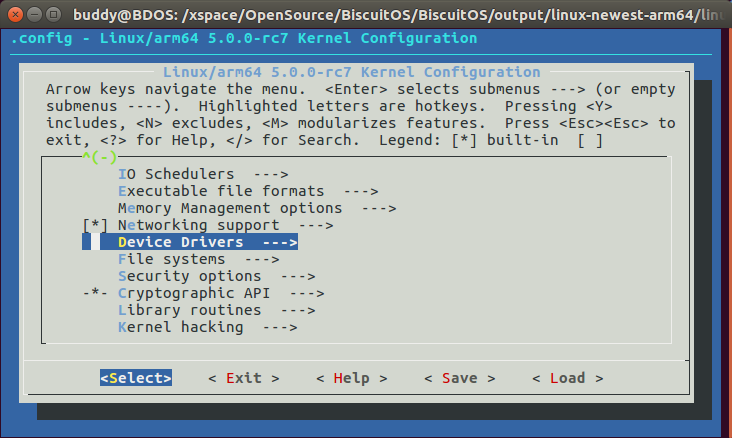 buddy@BDOS: /xspace/OpenSource/BiscuitOS/BiscuitOS/output/linux-newest-arm64/
.config - Linux/arm64 5.0.0-rc7 Kernel Configuration
Linux/arm64 5.0.0-rc7 Kernel Configuration
Arrow keys navigate the menu.  <Enter> selects submenus ---> (or empty
submenus ----).  Highlighted letters are hotkeys.  Pressing <Y>
includes, <N> excludes, <M> modularizes features.  Press <Esc><Esc> to
exit, <?> for Help, </> for Search.  Legend: [*] built-in  [ ]
^(-)
IO Schedulers  --->
Executable file formats  --->
Memory Management options  --->
[*] Networking support  --->
Device Drivers  --->
File systems  --->
Security options  --->
-*- Cryptographic API  --->
Library routines  --->
Kernel hacking  --->
<Select>    < Exit >    < Help >    < Save >    < Load >